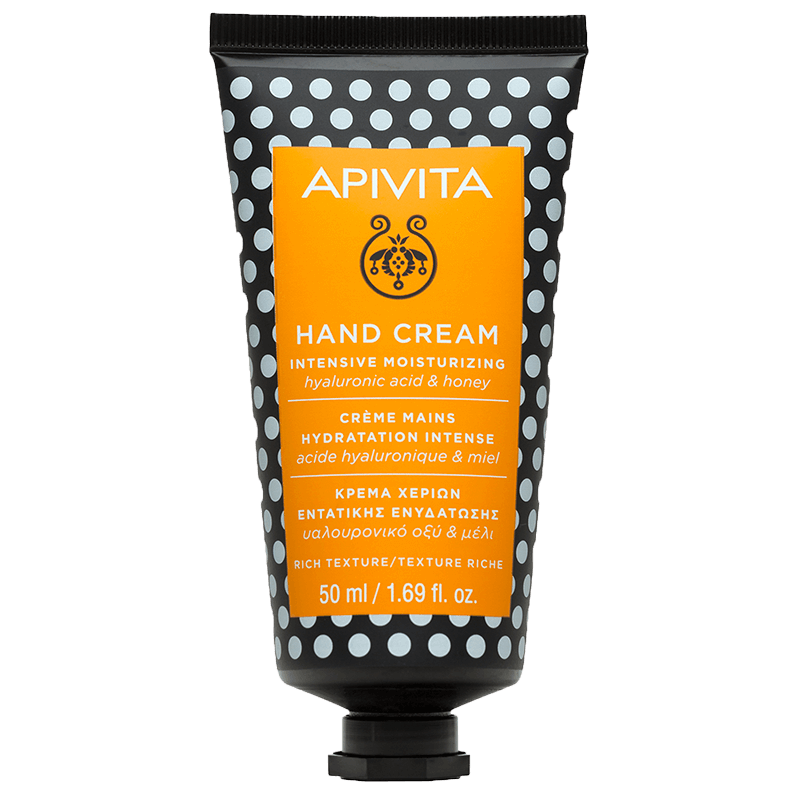 APIVITA
HAND CREAM
INTENSIVE MOISTURIZING
hyaluronic acid & honey
CRÈME MAINS
HYDRATATION INTENSE
acide hyaluronique & miel
ΚΡΕΜΑ ΧΕΡΙΩΝ
ΕΝΤΑΤΙΚΗΣ ΕΝΥΔΑΤΩΣΗΣ
υαλουρονικό οξύ & μέλι
RICH TEXTURE/TEXTURE RICHE
50 ml / 1.69 fl. oz.